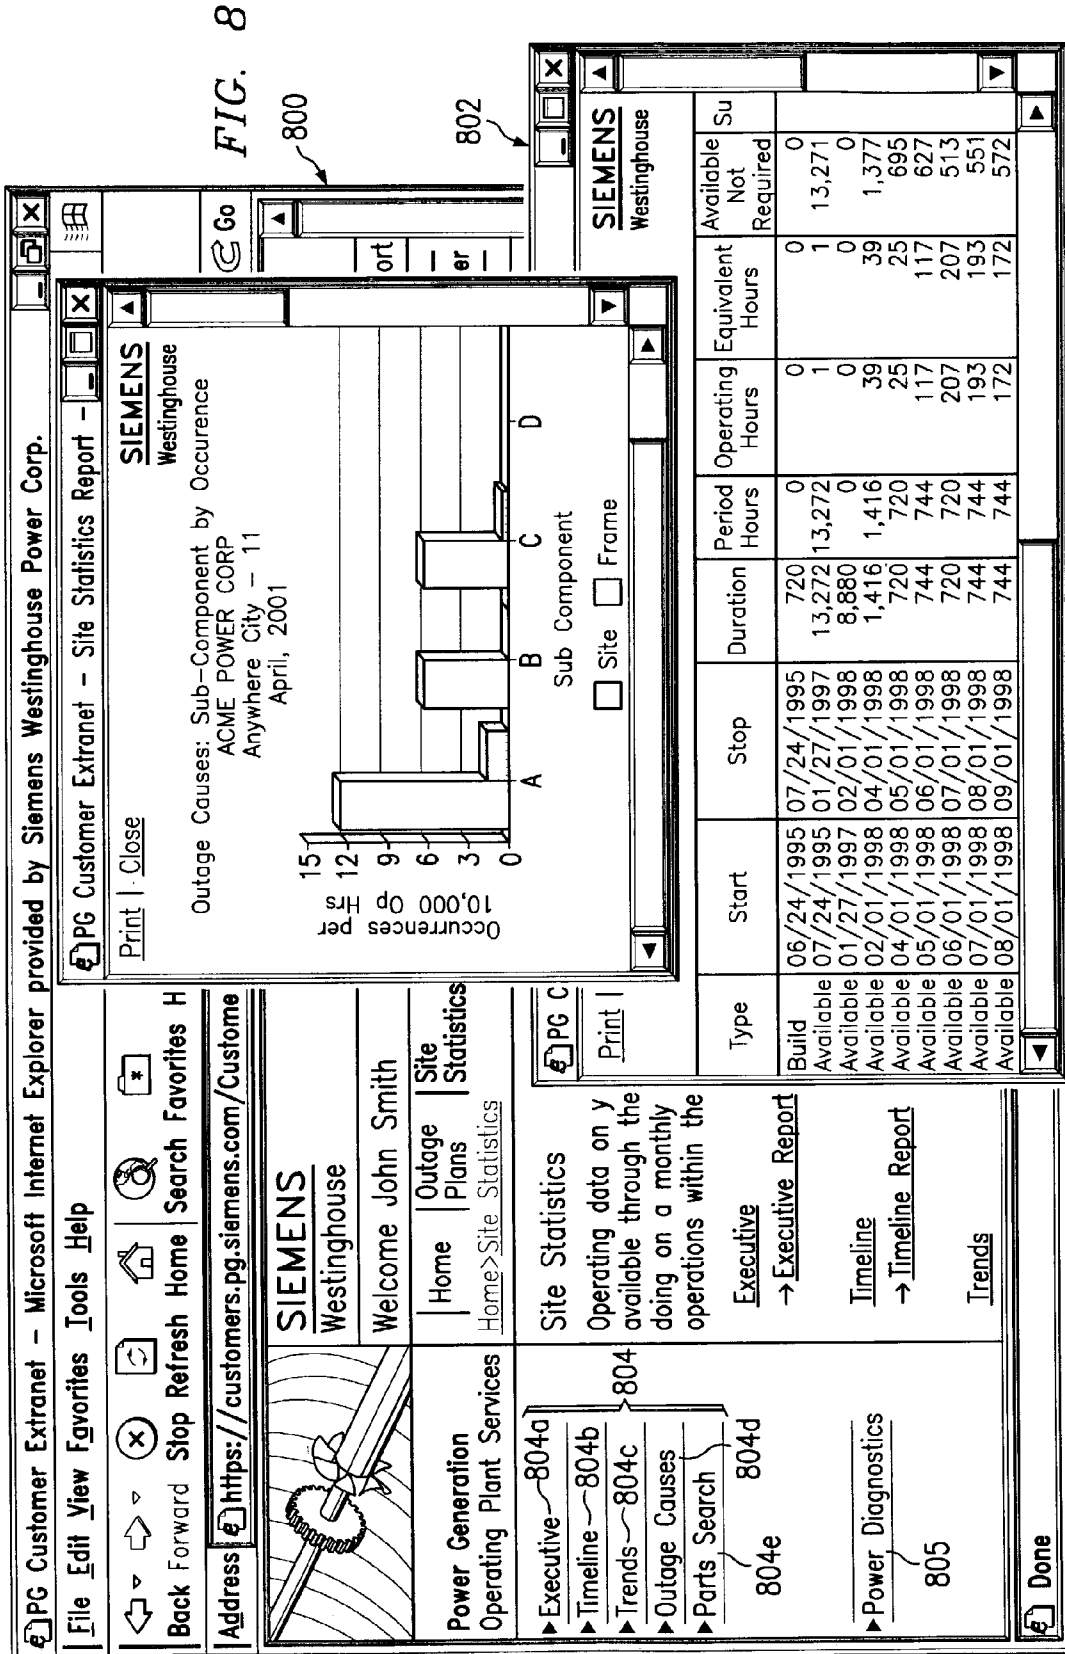 FIG. 8
800
802
PG Customer Extranet – Microsoft Internet Explorer provided by Siemens Westinghouse Power Corp.
File Edit View Favorites Tools Help
Back Forward Stop Refresh Home Search Favorites H
Address https://customers.pg.siemens.com/Custome
Go
SIEMENS
Westinghouse
Welcome John Smith
Home Outage Plans Site Statistics
Home>Site Statistics
Power Generation
Operating Plant Services
Executive 804a
Timeline 804b
Trends 804c
Outage Causes 804d
Parts Search 804e
804
Power Diagnostics
805
Site Statistics
Operating data on y
available through the
doing on a monthly
operations within the
Executive
→Executive Report
Timeline
→Timeline Report
Trends
ort
er
Done
PG Customer Extranet – Site Statistics Report –
Print | Close
SIEMENS
Westinghouse
Outage Causes: Sub-Component by Occurence
ACME POWER CORP
Anywhere City – 11
April, 2001
Occurrences per
10,000 Op Hrs
15
12
9
6
3
0
A B C D
Sub Component
Site Frame
PG C
Print |
SIEMENS
Westinghouse
Type Start Stop Duration Period Hours Operating Hours Equivalent Hours Available Not Required Su
Build 06/24/1995 07/24/1995 720 0 0 0 0
Available 07/24/1995 01/27/1997 13,272 13,272 1 1 13,271
Available 01/27/1997 02/01/1998 8,880 0 0 0 0
Available 02/01/1998 04/01/1998 1,416 1,416 39 39 1,377
Available 04/01/1998 05/01/1998 720 720 25 25 695
Available 05/01/1998 06/01/1998 744 744 117 117 627
Available 06/01/1998 07/01/1998 720 720 207 207 513
Available 07/01/1998 08/01/1998 744 744 193 193 551
Available 08/01/1998 09/01/1998 744 744 172 172 572